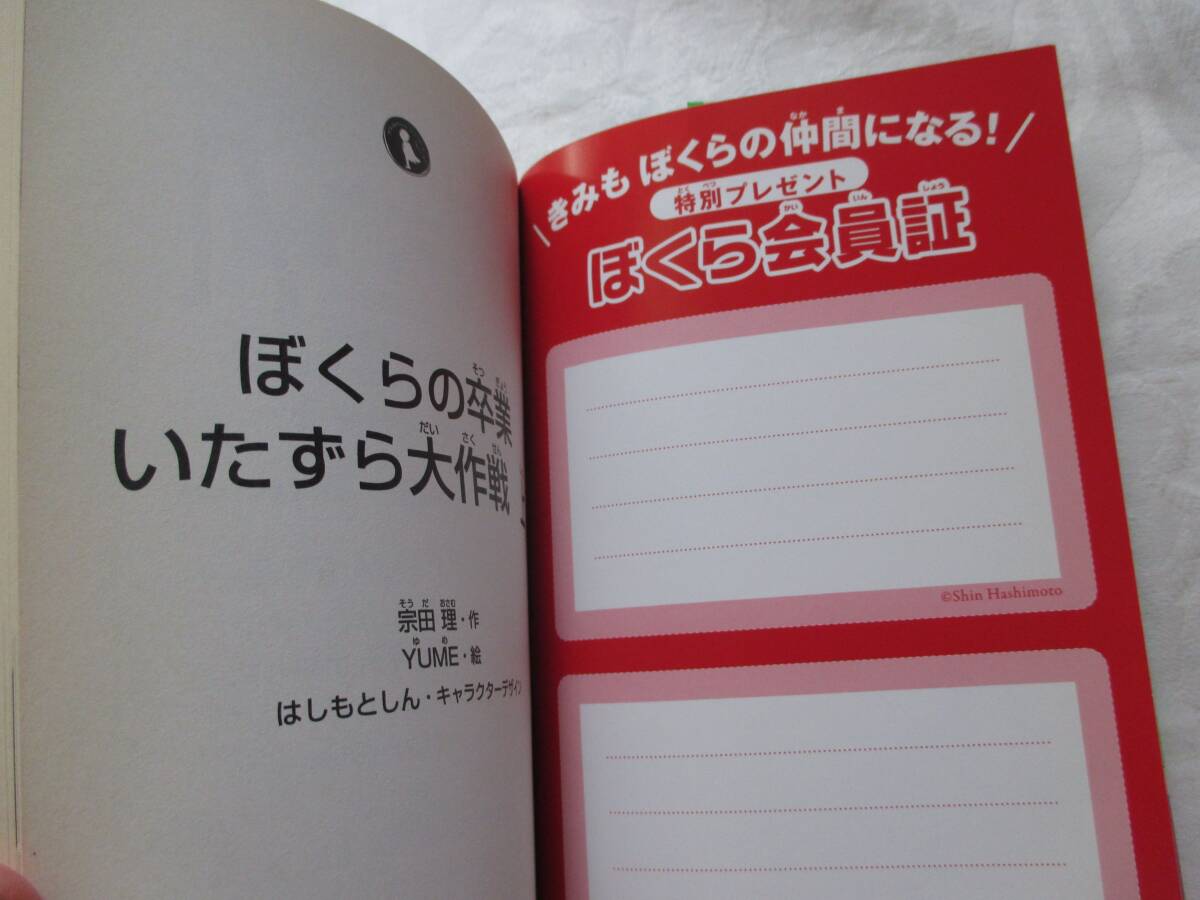 ぼくらの卒業
いたずら大作戦
宗田 理・作
YUME・絵
はしもとしん・キャラクターデザイン
きみも ぼくらの仲間になる!
特別プレゼント
ぼくら会員証
©Shin Hashimoto